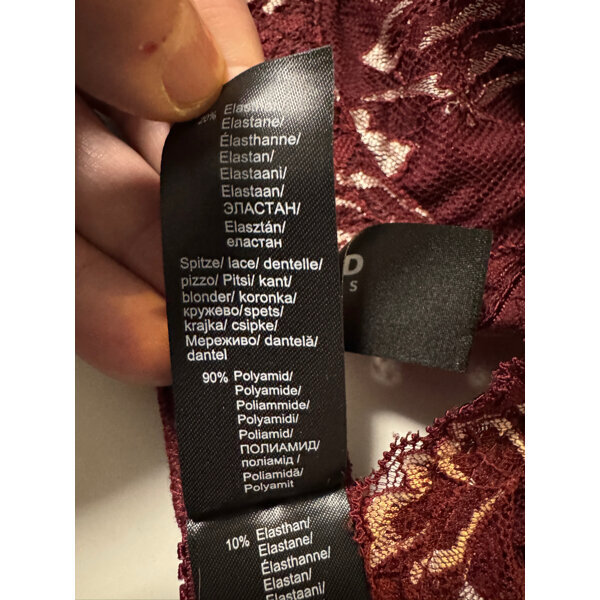 20% Elasthan/
Elastane/
Élasthanne/
Elastan/
Elastaani/
Elastaan/
ЭЛАСТАН/
Elasztán/
еластан
Spitze/ lace/ dentelle/
pizzo/ Pitsi/ kant/
blonder/ koronka/
кружево/spets/
krajka/ csipke/
Мереживо/ dantelă/
dantel
90% Polyamid/
Polyamide/
Poliammide/
Polyamidi/
Poliamid/
ПОЛИАМИД/
поліамід /
Poliamidă/
Polyamit
10% Elasthan/
Elastane/
Élasthanne/
Elastan/
Elastaani/
D
S